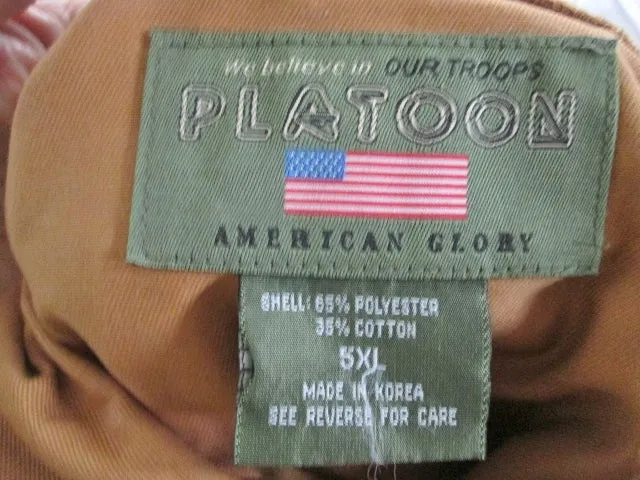 We believe in OUR TROOPS
PLATOON
AMERICAN GLORY
SHELL: 65% POLYESTER
35% COTTON
5XL
MADE IN KOREA
SEE REVERSE FOR CARE